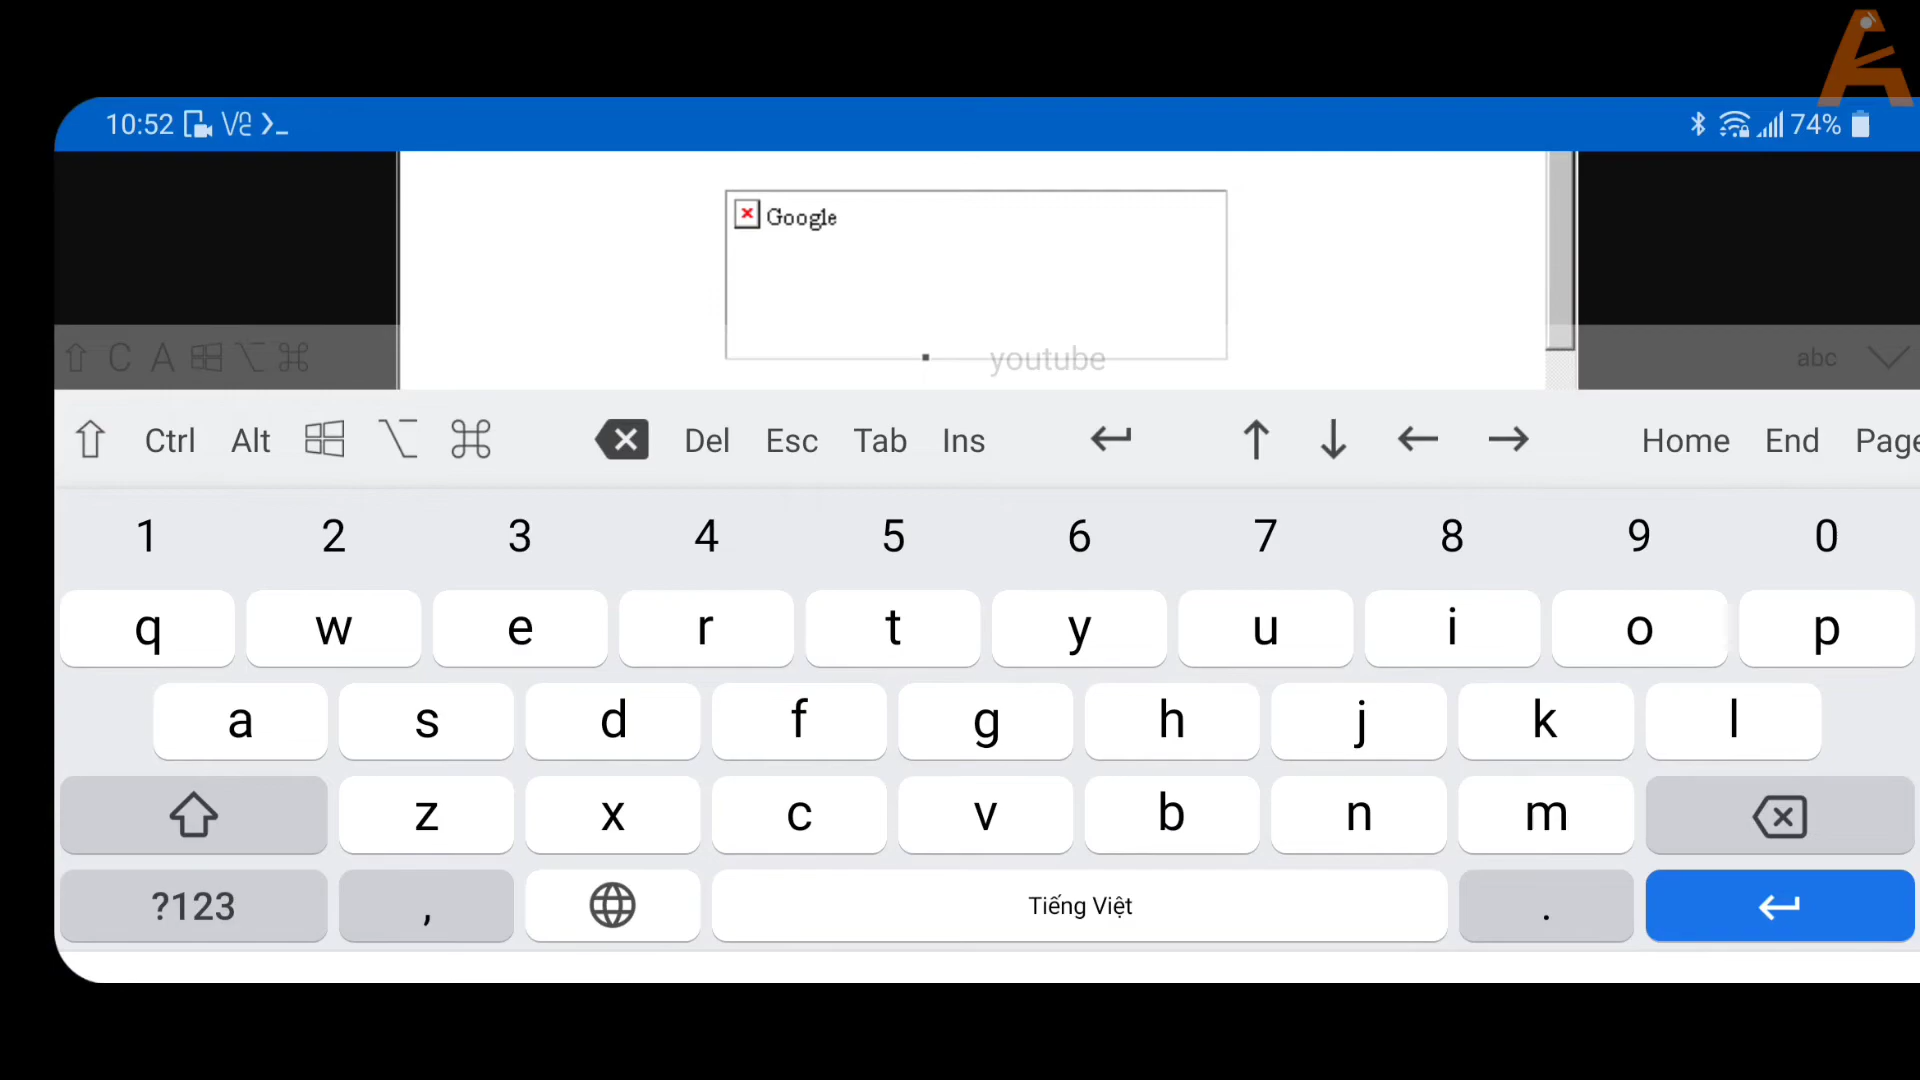 10:52 V2 74%
Google
C A youtube abc
Ctrl Alt Del Esc Tab Ins Home End Page
1 2 3 4 5 6 7 8 9 0
q w e r t y u i o p
a s d f g h j k l
z x c v b n m
?123 , Tiếng Việt .